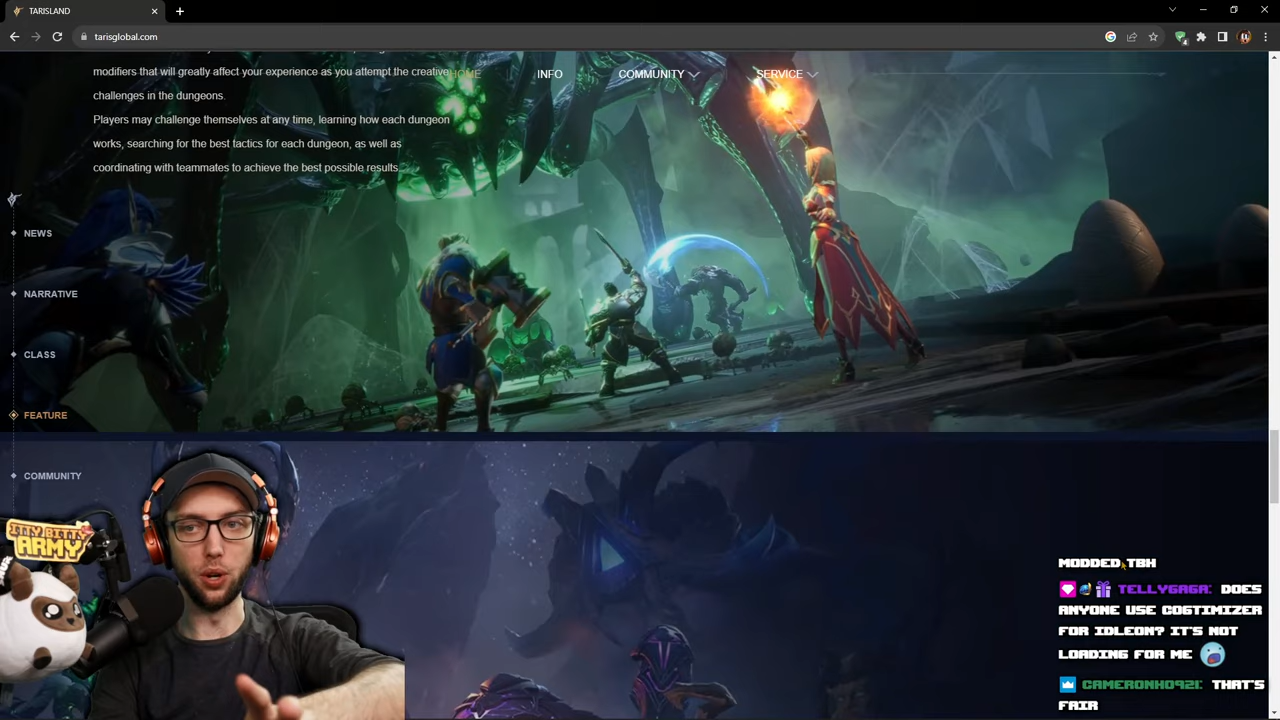 TARISLAND
tarisglobal.com
modifiers that will greatly affect your experience as you attempt the creative
HOME
INFO
COMMUNITY
SERVICE
challenges in the dungeons.
Players may challenge themselves at any time, learning how each dungeon
works, searching for the best tactics for each dungeon, as well as
coordinating with teammates to achieve the best possible results.
NEWS
NARRATIVE
CLASS
FEATURE
COMMUNITY
ITTY BITTY
ARMY
MODDED TBH
TELLYGAGA: DOES
ANYONE USE COGTIMIZER
FOR IDLEON? IT'S NOT
LOADING FOR ME
CAMERONH0921: THAT'S
FAIR